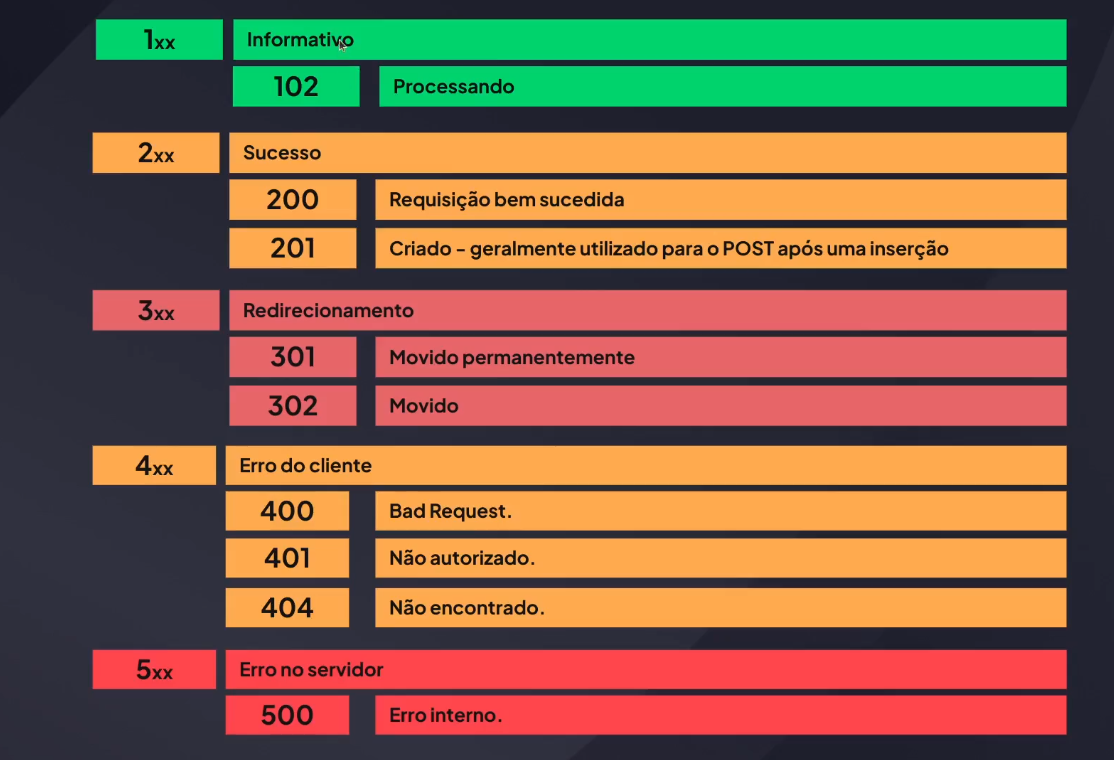 1xx Informativo
102 Processando
2xx Sucesso
200 Requisição bem sucedida
201 Criado - geralmente utilizado para o POST após uma inserção
3xx Redirecionamento
301 Movido permanentemente
302 Movido
4xx Erro do cliente
400 Bad Request.
401 Não autorizado.
404 Não encontrado.
5xx Erro no servidor
500 Erro interno.